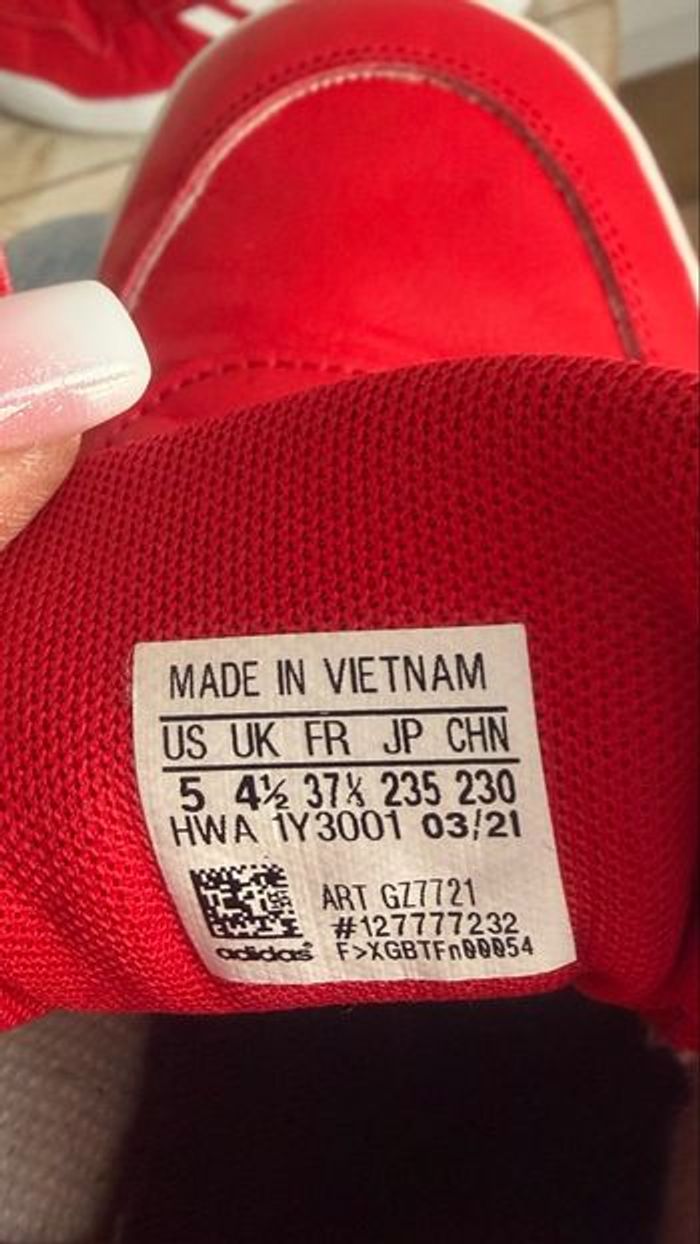 MADE IN VIETNAM
US UK FR JP CHN
5 4½ 37⅓ 235 230
HWA 1Y3001 03/21
ART GZ7721
#127777232
adidas® F>XGBTFn00054